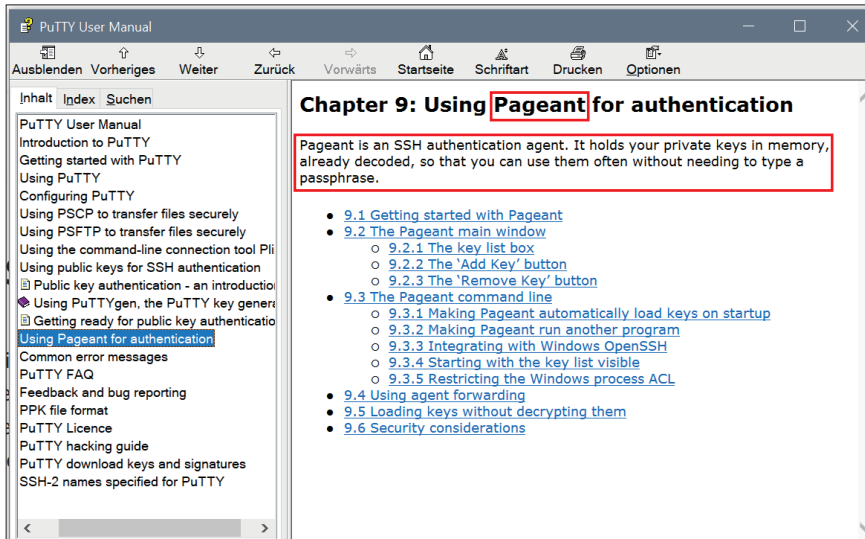 PuTTY User Manual
Ausblenden Vorheriges Weiter Zurück Vorwärts Startseite Schriftart Drucken Optionen
Inhalt Index Suchen
PuTTY User Manual
Introduction to PuTTY
Getting started with PuTTY
Using PuTTY
Configuring PuTTY
Using PSCP to transfer files securely
Using PSFTP to transfer files securely
Using the command-line connection tool Pli
Using public keys for SSH authentication
Public key authentication - an introduction
Using PuTTYgen, the PuTTY key genera
Getting ready for public key authenticatio
Using Pageant for authentication
Common error messages
PuTTY FAQ
Feedback and bug reporting
PPK file format
PuTTY Licence
PuTTY hacking guide
PuTTY download keys and signatures
SSH-2 names specified for PuTTY
Chapter 9: Using Pageant for authentication
Pageant is an SSH authentication agent. It holds your private keys in memory,
already decoded, so that you can use them often without needing to type a
passphrase.
• 9.1 Getting started with Pageant
• 9.2 The Pageant main window
○ 9.2.1 The key list box
○ 9.2.2 The ‘Add Key’ button
○ 9.2.3 The ‘Remove Key’ button
• 9.3 The Pageant command line
○ 9.3.1 Making Pageant automatically load keys on startup
○ 9.3.2 Making Pageant run another program
○ 9.3.3 Integrating with Windows OpenSSH
○ 9.3.4 Starting with the key list visible
○ 9.3.5 Restricting the Windows process ACL
• 9.4 Using agent forwarding
• 9.5 Loading keys without decrypting them
• 9.6 Security considerations